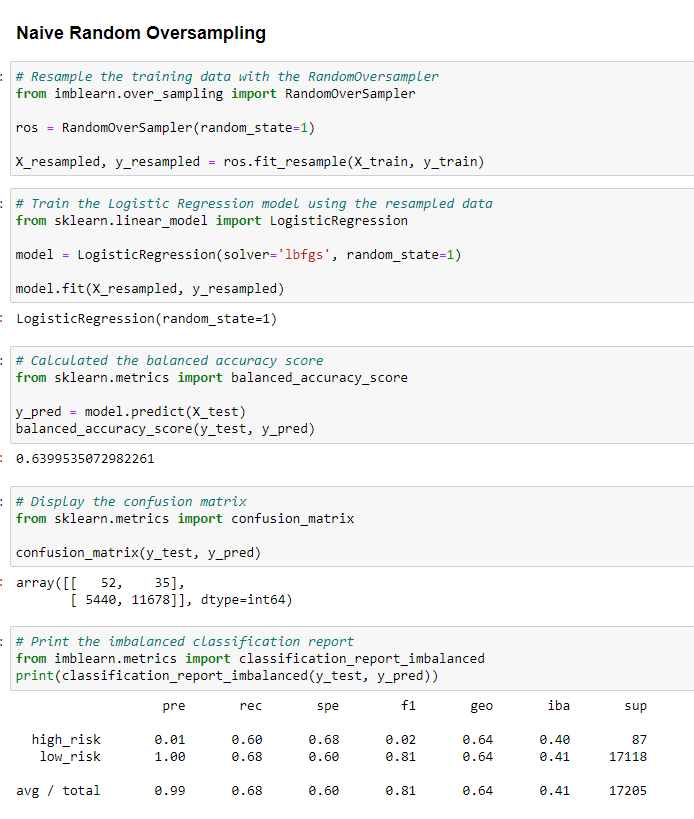 Naive Random Oversampling
# Resample the training data with the RandomOversampler
from imblearn.over_sampling import RandomOverSampler
ros = RandomOverSampler(random_state=1)
X_resampled, y_resampled = ros.fit_resample(X_train, y_train)
# Train the Logistic Regression model using the resampled data
from sklearn.linear_model import LogisticRegression
model = LogisticRegression(solver='lbfgs', random_state=1)
model.fit(X_resampled, y_resampled)
LogisticRegression(random_state=1)
# Calculated the balanced accuracy score
from sklearn.metrics import balanced_accuracy_score
y_pred = model.predict(X_test)
balanced_accuracy_score(y_test, y_pred)
0.6399535072982261
# Display the confusion matrix
from sklearn.metrics import confusion_matrix
confusion_matrix(y_test, y_pred)
array([[   52,    35],
       [ 5440, 11678]], dtype=int64)
# Print the imbalanced classification report
from imblearn.metrics import classification_report_imbalanced
print(classification_report_imbalanced(y_test, y_pred))
                   pre       rec       spe        f1       geo       iba       sup
  high_risk       0.01      0.60      0.68      0.02      0.64      0.40        87
   low_risk       1.00      0.68      0.60      0.81      0.64      0.41     17118
avg / total       0.99      0.68      0.60      0.81      0.64      0.41     17205